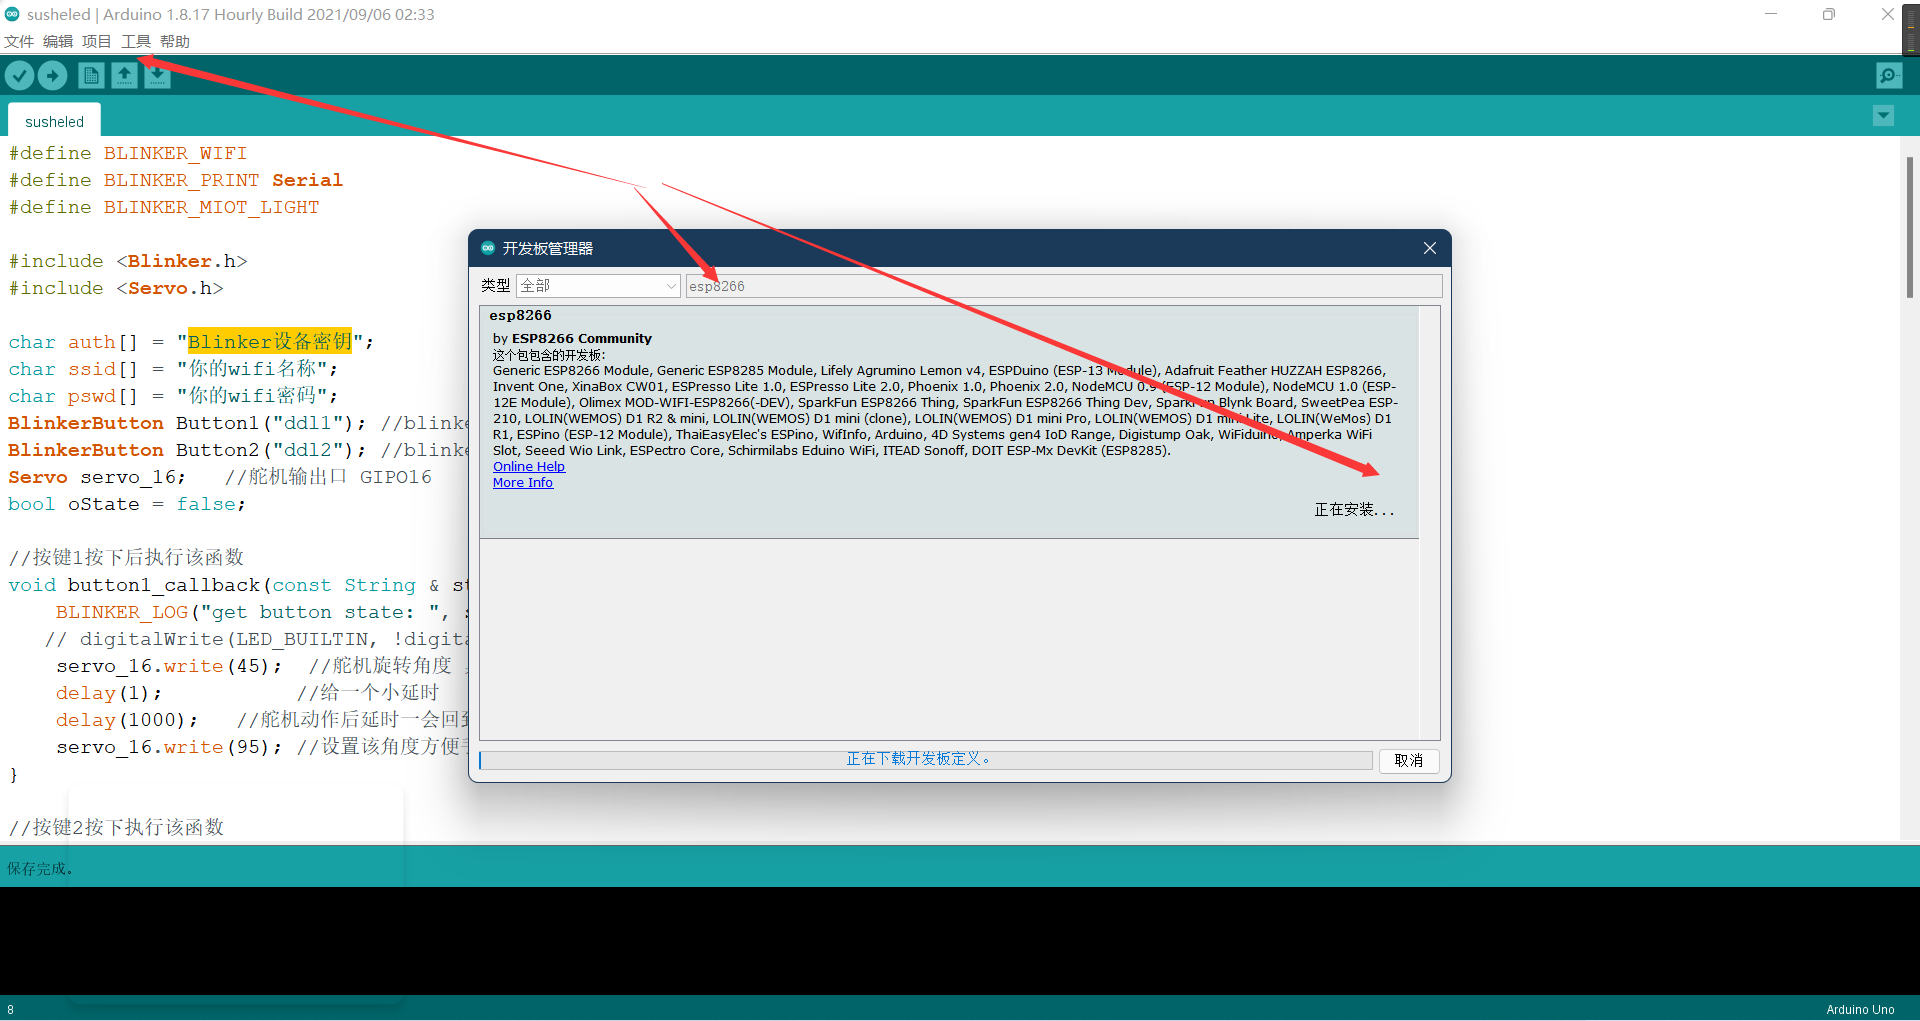 susheled | Arduino 1.8.17 Hourly Build 2021/09/06 02:33
文件 编辑 项目 工具 帮助
susheled
#define BLINKER_WIFI
#define BLINKER_PRINT Serial
#define BLINKER_MIOT_LIGHT
#include <Blinker.h>
#include <Servo.h>
char auth[] = "Blinker设备密钥";
char ssid[] = "你的wifi名称";
char pswd[] = "你的wifi密码";
BlinkerButton Button1("ddl1"); //blinke
BlinkerButton Button2("ddl2"); //blinke
Servo servo_16; //舵机输出口 GIPO16
bool oState = false;
//按键1按下后执行该函数
void button1_callback(const String & st
BLINKER_LOG("get button state: ", s
// digitalWrite(LED_BUILTIN, !digita
servo_16.write(45); //舵机旋转角度
delay(1); //给一个小延时
delay(1000); //舵机动作后延时一会回到
servo_16.write(95); //设置该角度方便于
}
//按键2按下执行该函数
开发板管理器
类型 全部 esp8266
esp8266
by ESP8266 Community
这个包包含的开发板:
Generic ESP8266 Module, Generic ESP8285 Module, Lifely Agrumino Lemon v4, ESPDuino (ESP-13 Module), Adafruit Feather HUZZAH ESP8266,
Invent One, XinaBox CW01, ESPresso Lite 1.0, ESPresso Lite 2.0, Phoenix 1.0, Phoenix 2.0, NodeMCU 0.9 (ESP-12 Module), NodeMCU 1.0 (ESP-
12E Module), Olimex MOD-WIFI-ESP8266(-DEV), SparkFun ESP8266 Thing, SparkFun ESP8266 Thing Dev, SparkFun Blynk Board, SweetPea ESP-
210, LOLIN(WEMOS) D1 R2 & mini, LOLIN(WEMOS) D1 mini (clone), LOLIN(WEMOS) D1 mini Pro, LOLIN(WEMOS) D1 mini Lite, LOLIN(WeMos) D1
R1, ESPino (ESP-12 Module), ThaiEasyElec's ESPino, WifInfo, Arduino, 4D Systems gen4 IoD Range, Digistump Oak, WiFiduino, Amperka WiFi
Slot, Seeed Wio Link, ESPectro Core, Schirmilabs Eduino WiFi, ITEAD Sonoff, DOIT ESP-Mx DevKit (ESP8285).
Online Help
More Info
正在安装...
正在下载开发板定义。
取消
保存完成。
8
Arduino Uno